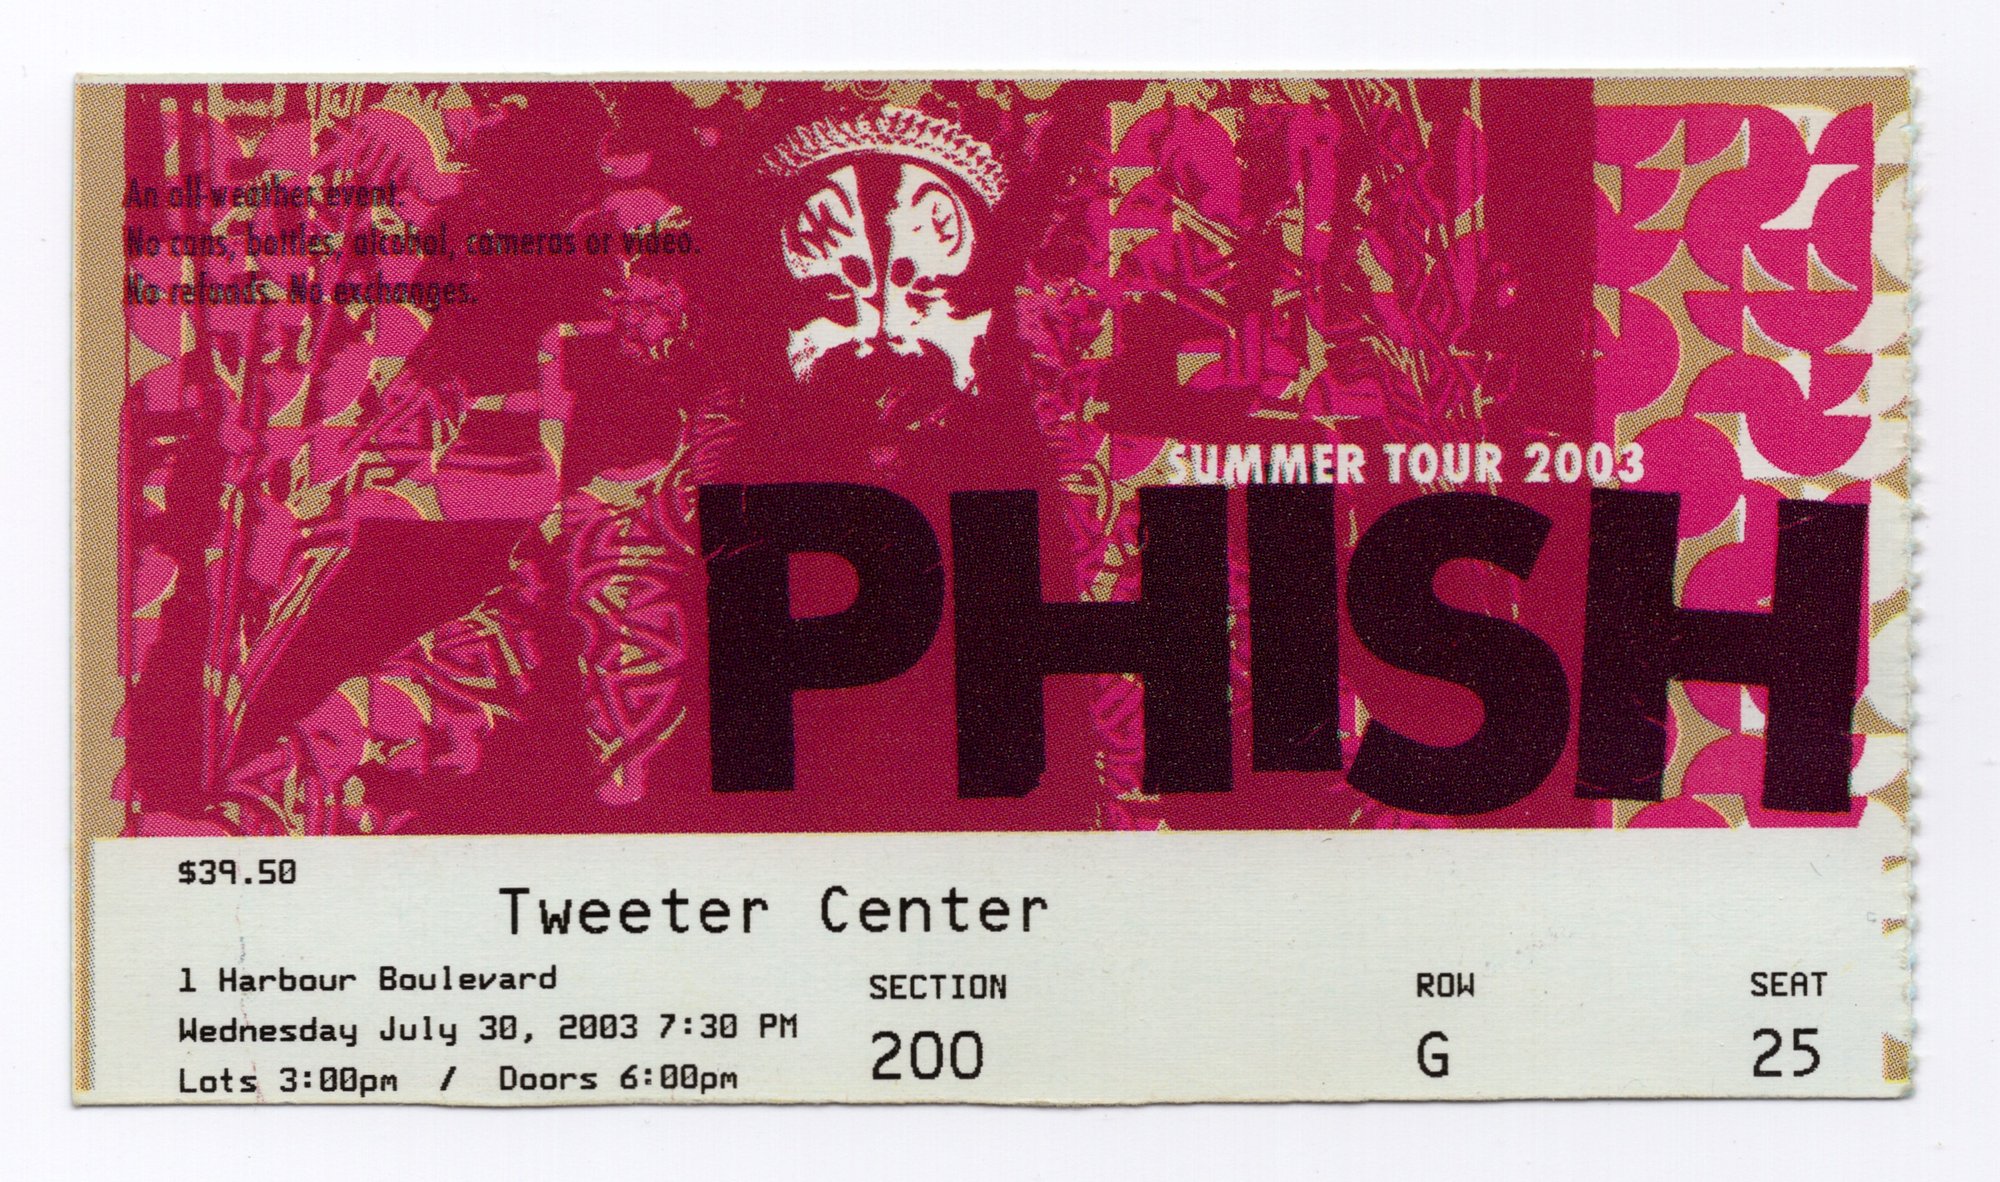 An all-weather event.
No cans, bottles, alcohol, cameras or video.
No refunds. No exchanges.
SUMMER TOUR 2003
PHISH
$39.50
Tweeter Center
1 Harbour Boulevard
Wednesday July 30, 2003 7:30 PM
Lots 3:00pm / Doors 6:00pm
SECTION ROW SEAT
200 G 25